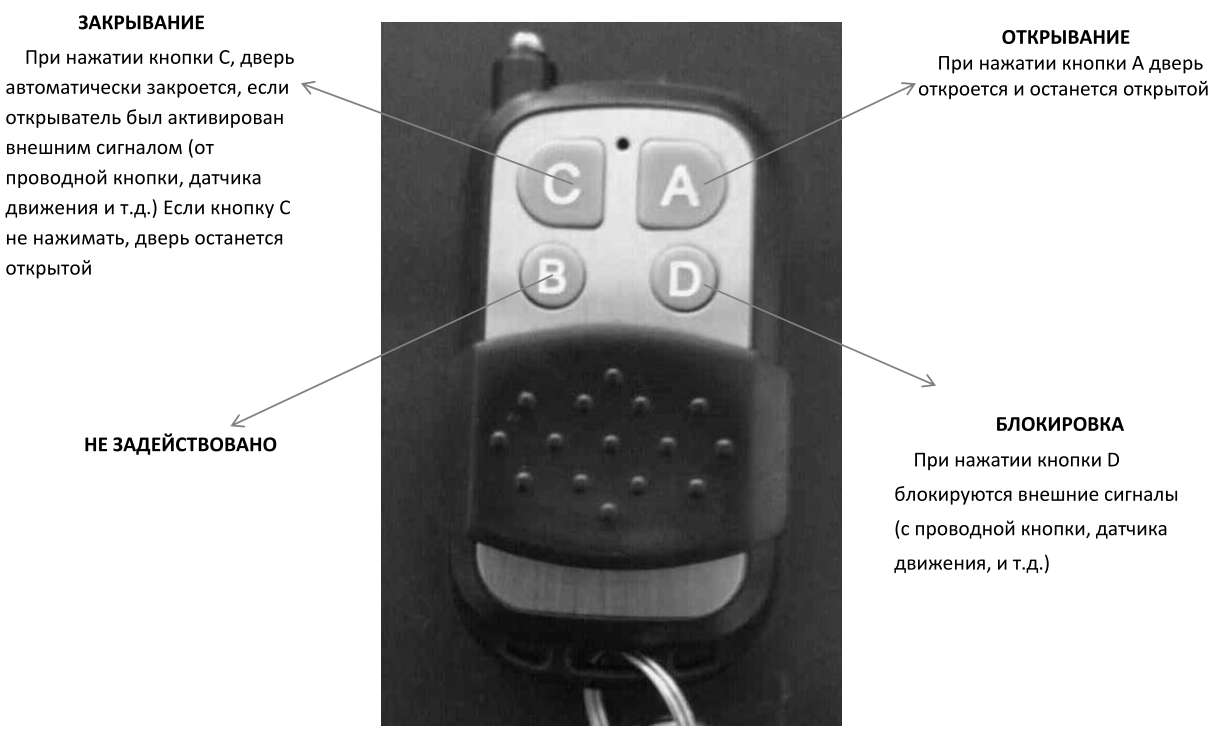 ЗАКРЫВАНИЕ
При нажатии кнопки С, дверь
автоматически закроется, если
открыватель был активирован
внешним сигналом (от
проводной кнопки, датчика
движения и т.д.) Если кнопку С
не нажимать, дверь останется
открытой
ОТКРЫВАНИЕ
При нажатии кнопки А дверь
откроется и останется открытой
C
A
B
D
НЕ ЗАДЕЙСТВОВАНО
БЛОКИРОВКА
При нажатии кнопки D
блокируются внешние сигналы
(с проводной кнопки, датчика
движения, и т.д.)